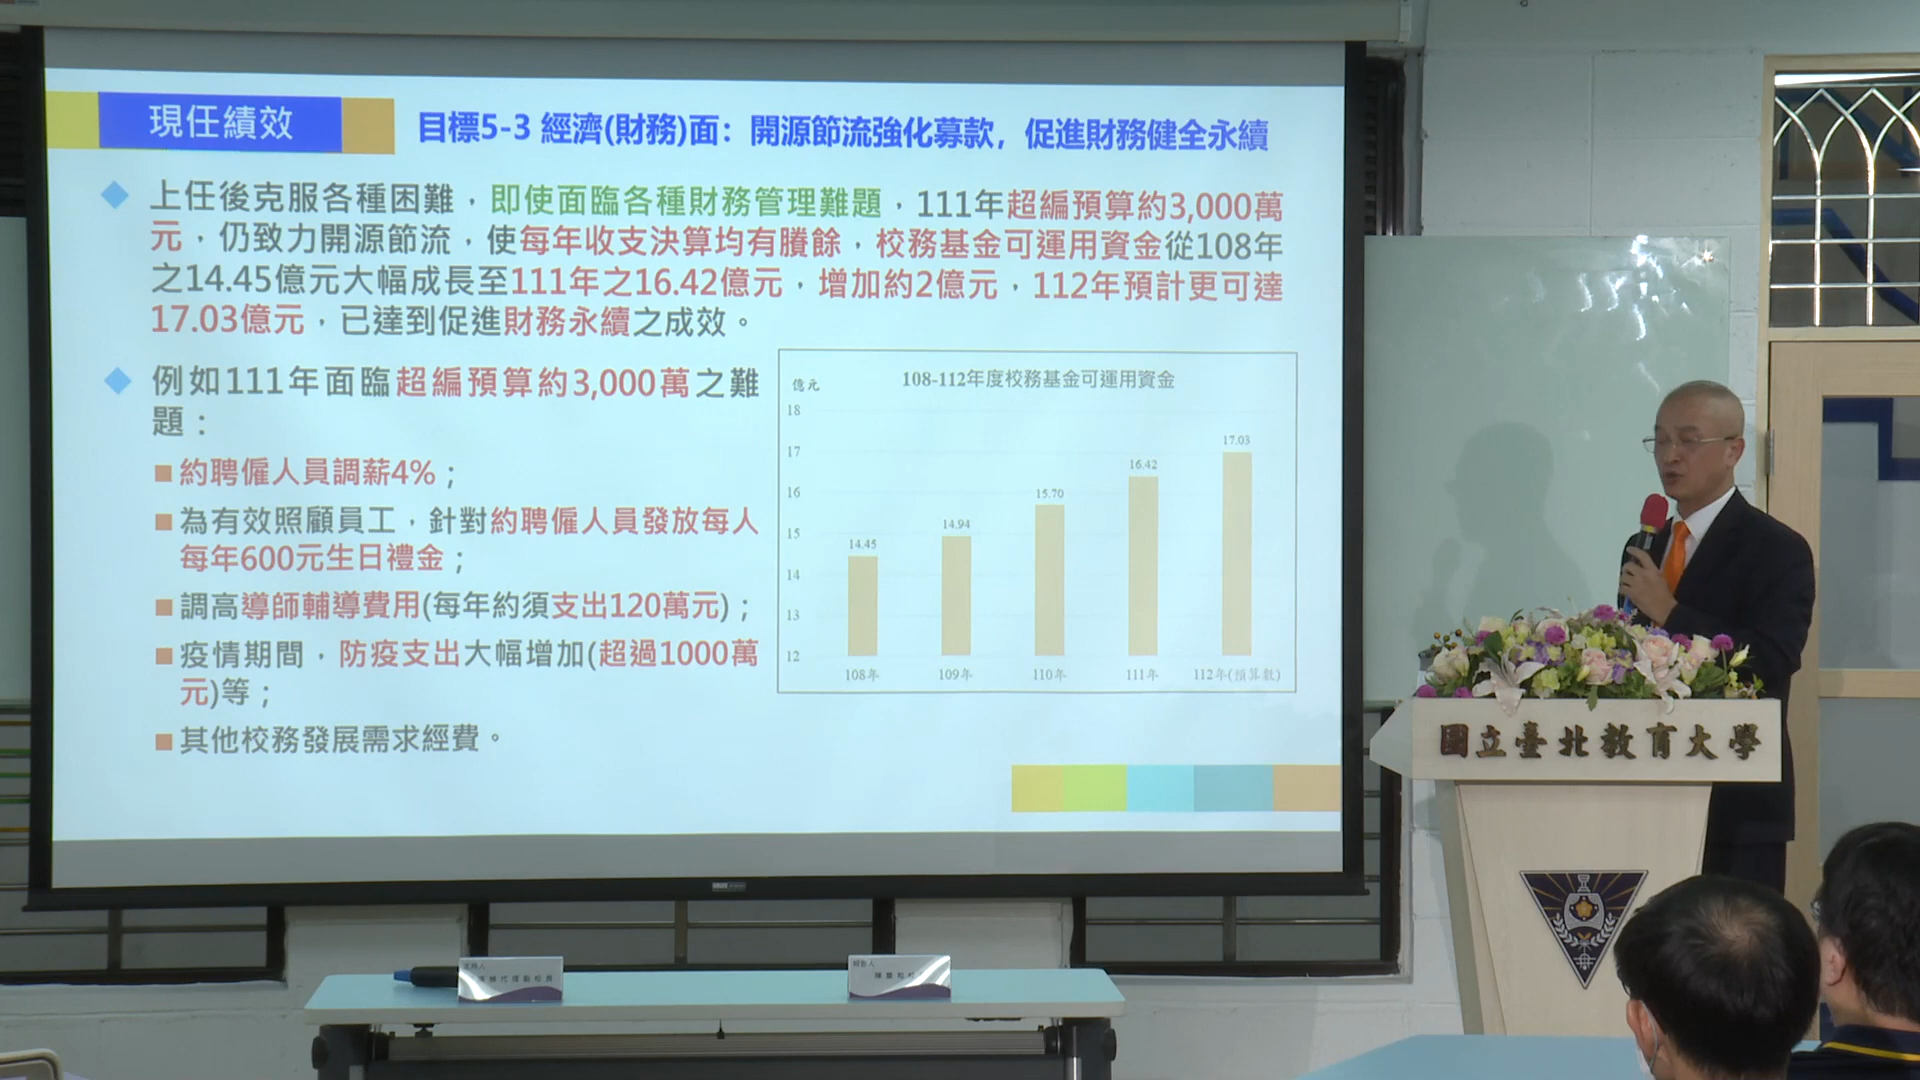 現任績效
目標5-3 經濟(財務)面：開源節流強化募款，促進財務健全永續
上任後克服各種困難，即使面臨各種財務管理難題，111年超編預算約3,000萬
元，仍致力開源節流，使每年收支決算均有賸餘，校務基金可運用資金從108年
之14.45億元大幅成長至111年之16.42億元，增加約2億元，112年預計更可達
17.03億元，已達到促進財務永續之成效。
例如111年面臨超編預算約3,000萬之難
題：
約聘僱人員調薪4%；
為有效照顧員工，針對約聘僱人員發放每人
每年600元生日禮金；
調高導師輔導費用(每年約須支出120萬元)；
疫情期間，防疫支出大幅增加(超過1000萬
元)等；
其他校務發展需求經費。
億元
108-112年度校務基金可運用資金
18
17
16
15
14
13
12
14.45
14.94
15.70
16.42
17.03
108年
109年
110年
111年
112年(預算數)
國立臺北教育大學
主持人
代理副校長
報告人
陳